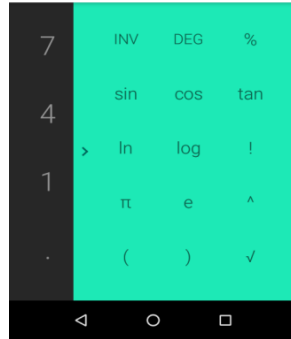 7
4
1
.
INV DEG %
sin cos tan
ln log !
π e ^
( ) √